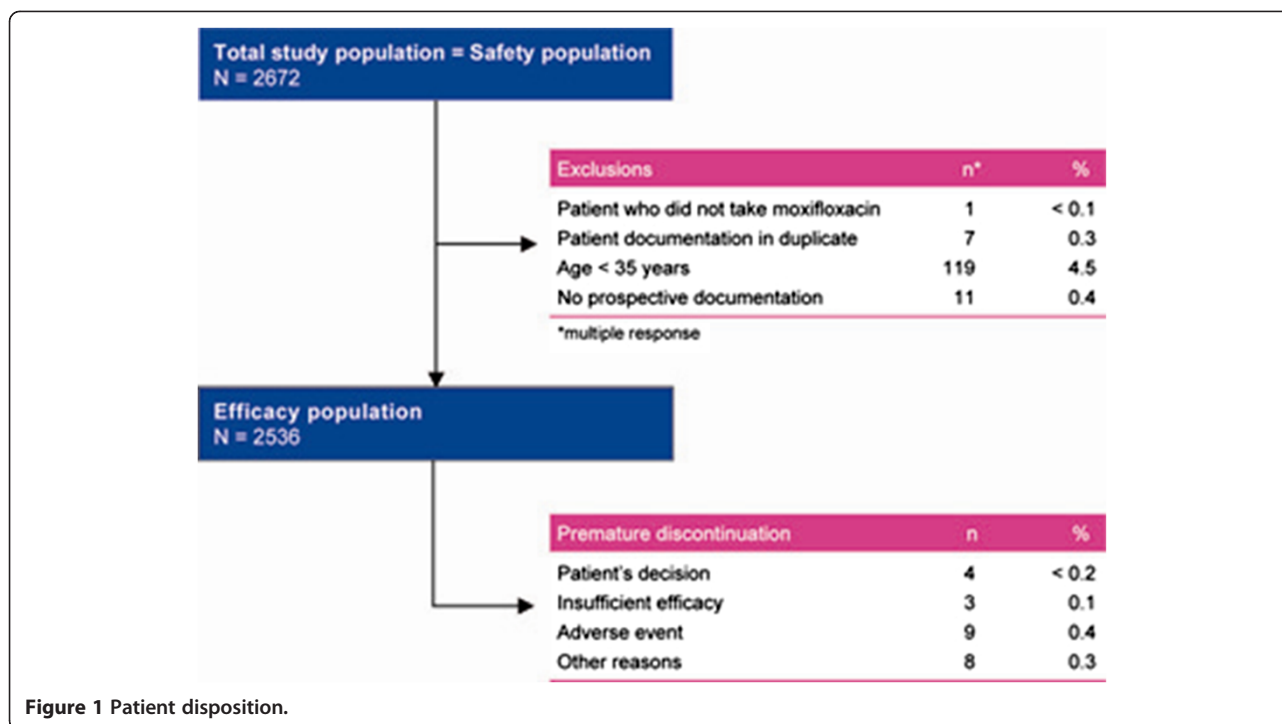 Total study population = Safety population
N = 2672
Exclusions n* %
Patient who did not take moxifloxacin 1 < 0.1
Patient documentation in duplicate 7 0.3
Age < 35 years 119 4.5
No prospective documentation 11 0.4
*multiple response
Efficacy population
N = 2536
Premature discontinuation n %
Patient's decision 4 < 0.2
Insufficient efficacy 3 0.1
Adverse event 9 0.4
Other reasons 8 0.3
Figure 1 Patient disposition.